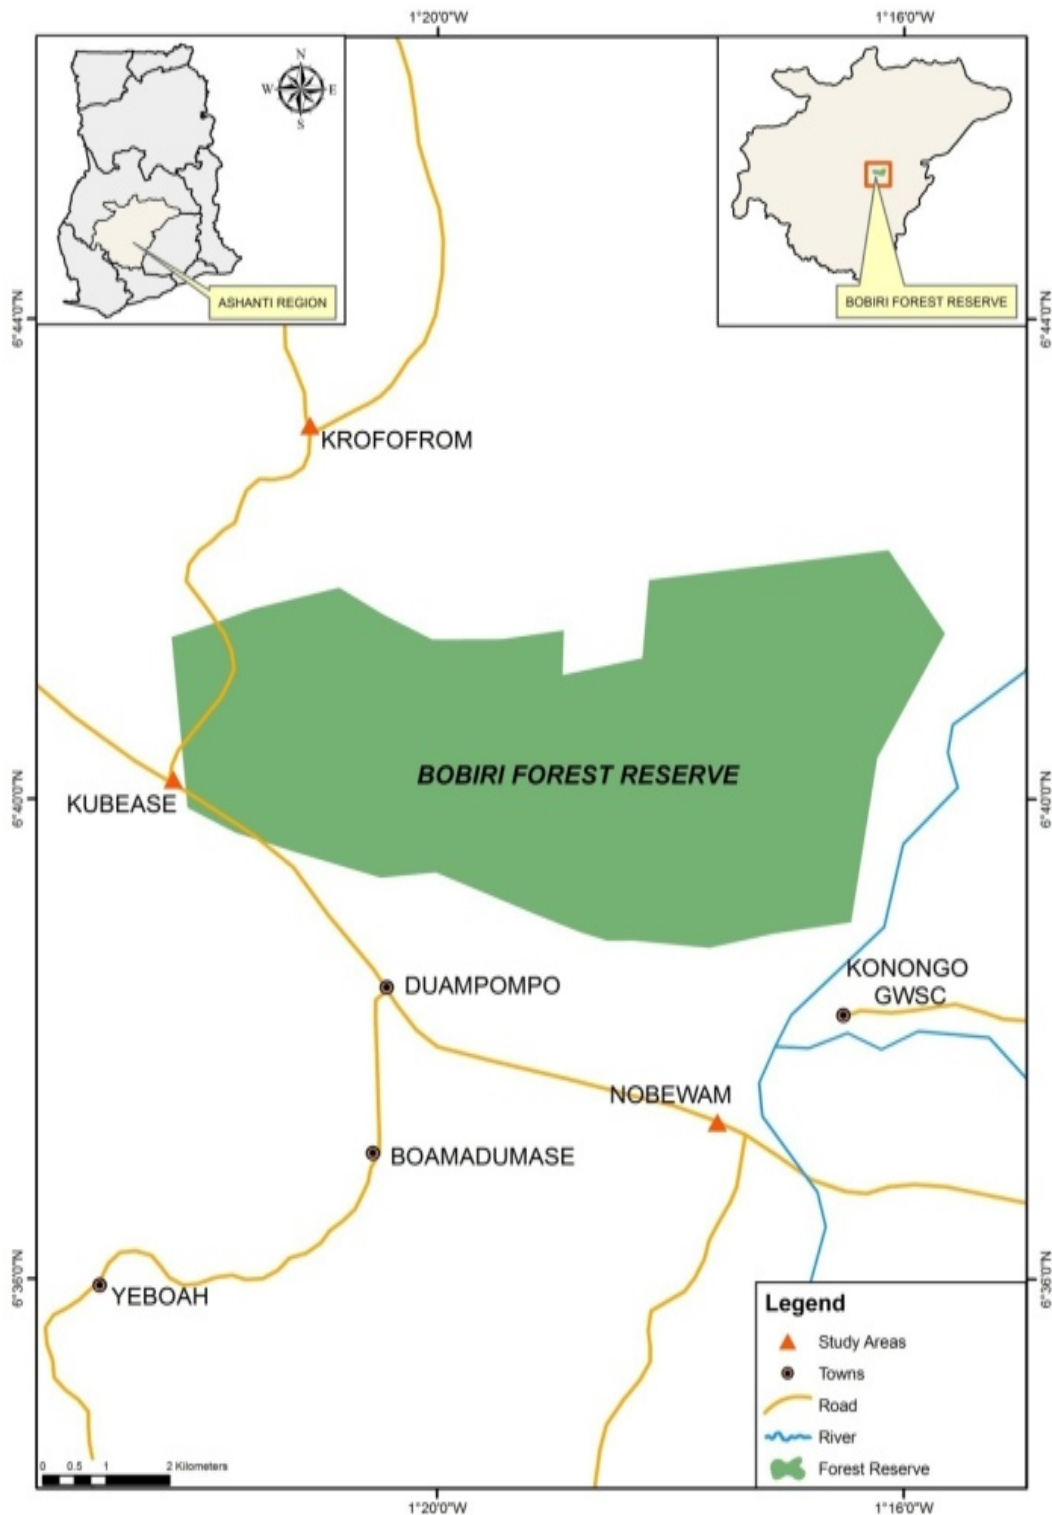 1°20'0"W
1°16'0"W
N
W
E
S
ASHANTI REGION
BOBIRI FOREST RESERVE
6°44'0"N
6°44'0"N
KROFOFROM
BOBIRI FOREST RESERVE
KUBEASE
6°40'0"N
6°40'0"N
DUAMPOMPO
KONONGO
GWSC
NOBEWAM
BOAMADUMASE
YEBOAH
6°36'0"N
6°36'0"N
Legend
Study Areas
Towns
Road
River
Forest Reserve
0 0.5 1 2 Kilometers
1°20'0"W
1°16'0"W